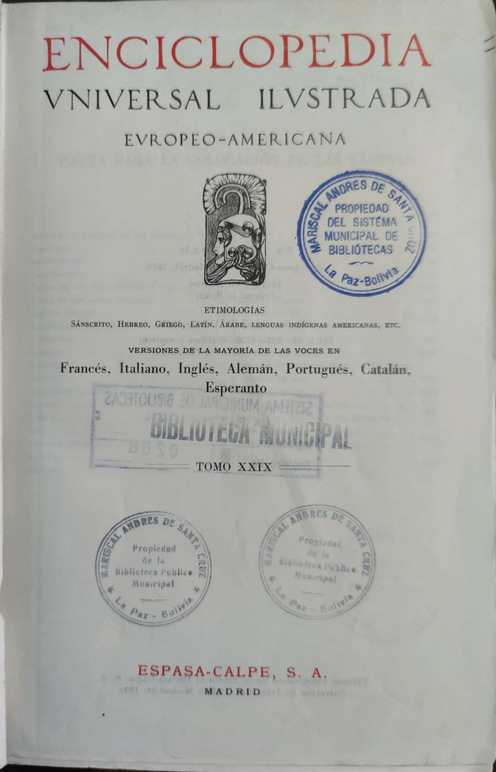 ENCICLOPEDIA
VNIVERSAL ILVSTRADA
EVROPEO-AMERICANA
MARISCAL ANDRES DE SANTA CRUZ
PROPIEDAD
DEL SISTEMA
MUNICIPAL DE
BIBLIOTECAS
La Paz-Bolivia
ETIMOLOGÍAS
SÁNSCRITO, HEBREO, GRIEGO, LATÍN, ÁRABE, LENGUAS INDÍGENAS AMERICANAS, ETC.
VERSIONES DE LA MAYORÍA DE LAS VOCES EN
Francés, Italiano, Inglés, Alemán, Portugués, Catalán,
Esperanto
SISTEMA MUNICIPAL DE BIBLIOTECAS
BIBLIOTECA MUNICIPAL
TOMO XXIX
MARISCAL ANDRES DE SANTA CRUZ
Propiedad
de la
Biblioteca Público
Municipal
La Paz - Bolivia
MARISCAL ANDRES DE SANTA CRUZ
Propiedad
de la
Biblioteca Público
Municipal
La Paz - Bolivia
ESPASA-CALPE, S. A.
MADRID